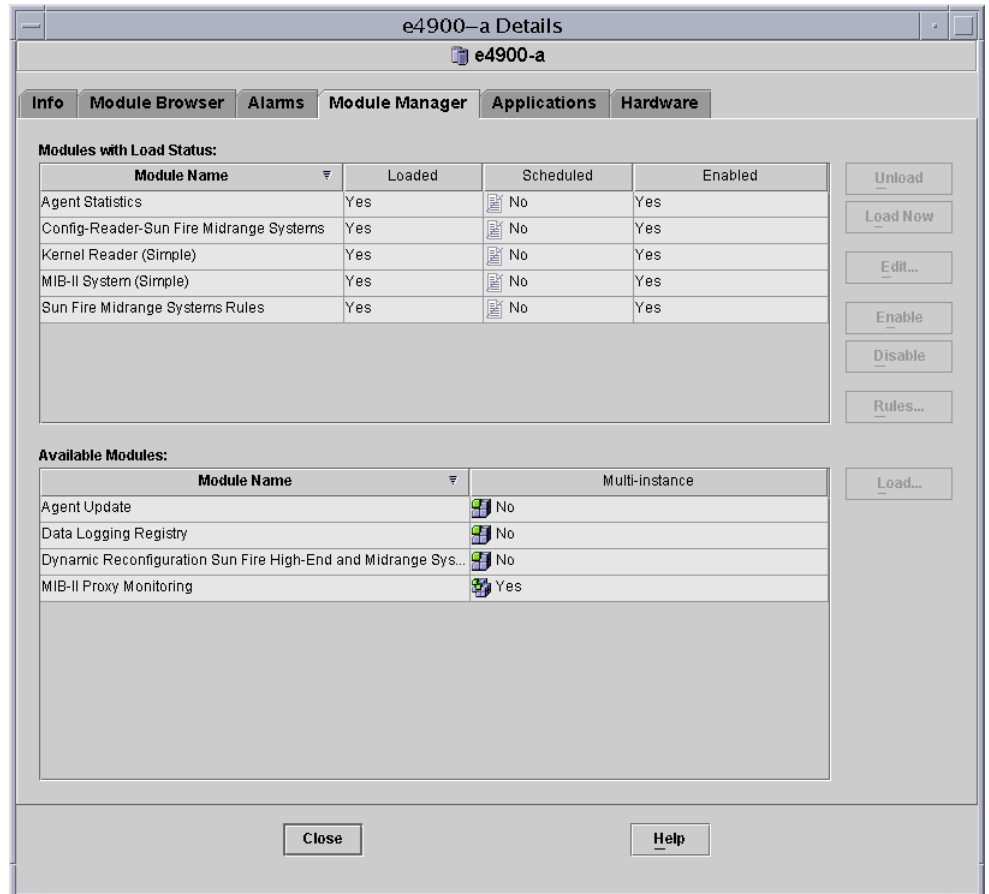 e4900–a Details
e4900-a
Info Module Browser Alarms Module Manager Applications Hardware
Modules with Load Status:
Module Name Loaded Scheduled Enabled
Agent Statistics Yes No Yes
Config-Reader-Sun Fire Midrange Systems Yes No Yes
Kernel Reader (Simple) Yes No Yes
MIB-II System (Simple) Yes No Yes
Sun Fire Midrange Systems Rules Yes No Yes
Unload
Load Now
Edit...
Enable
Disable
Rules...
Available Modules:
Module Name Multi-instance
Agent Update No
Data Logging Registry No
Dynamic Reconfiguration Sun Fire High-End and Midrange Sys... No
MIB-II Proxy Monitoring Yes
Load...
Close Help